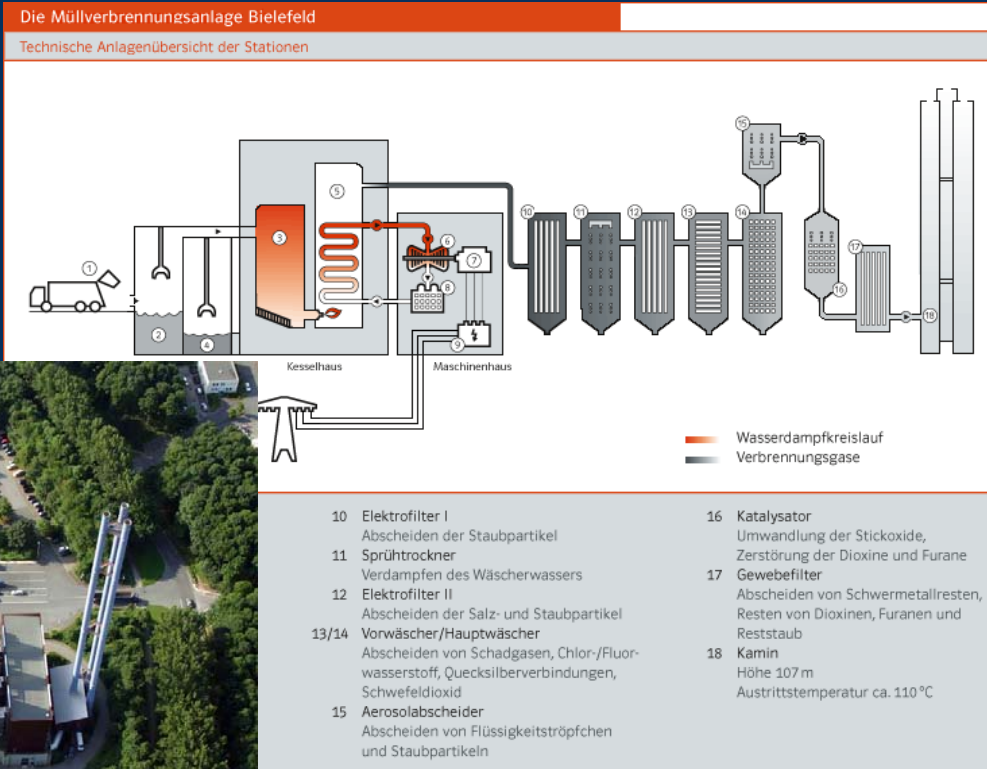 Die Müllverbrennungsanlage Bielefeld
Technische Anlagenübersicht der Stationen
1
2
3
4
5
6
7
8
9
10
11
12
13
14
15
16
17
18
Kesselhaus
Maschinenhaus
Wasserdampfkreislauf
Verbrennungsgase
10 Elektrofilter I
Abscheiden der Staubpartikel
11 Sprühtrockner
Verdampfen des Wäscherwassers
12 Elektrofilter II
Abscheiden der Salz- und Staubpartikel
13/14 Vorwäscher/Hauptwäscher
Abscheiden von Schadgasen, Chlor-/Fluor-
wasserstoff, Quecksilberverbindungen,
Schwefeldioxid
15 Aerosolabscheider
Abscheiden von Flüssigkeitströpfchen
und Staubpartikeln
16 Katalysator
Umwandlung der Stickoxide,
Zerstörung der Dioxine und Furane
17 Gewebefilter
Abscheiden von Schwermetallresten,
Resten von Dioxinen, Furanen und
Reststaub
18 Kamin
Höhe 107 m
Austrittstemperatur ca. 110 °C